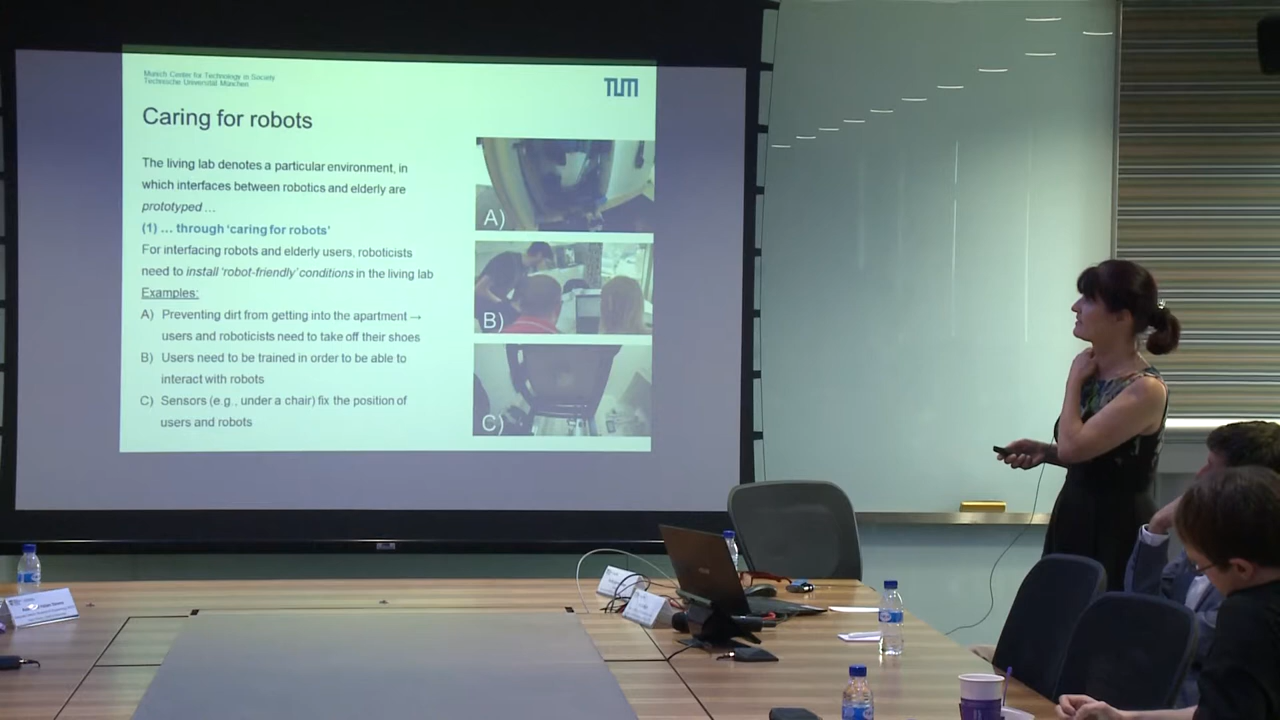 Munich Center for Technology in Society
Technische Universität München
TUM
Caring for robots
The living lab denotes a particular environment, in
which interfaces between robotics and elderly are
prototyped ...
(1) ... through 'caring for robots'
For interfacing robots and elderly users, roboticists
need to install 'robot-friendly' conditions in the living lab
Examples:
A) Preventing dirt from getting into the apartment →
users and roboticists need to take off their shoes
B) Users need to be trained in order to be able to
interact with robots
C) Sensors (e.g., under a chair) fix the position of
users and robots
A)
B)
C)